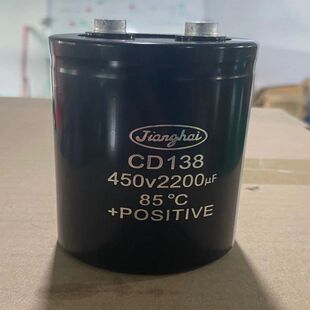 Jianghai
CD138
450v2200μF
85℃
+POSITIVE